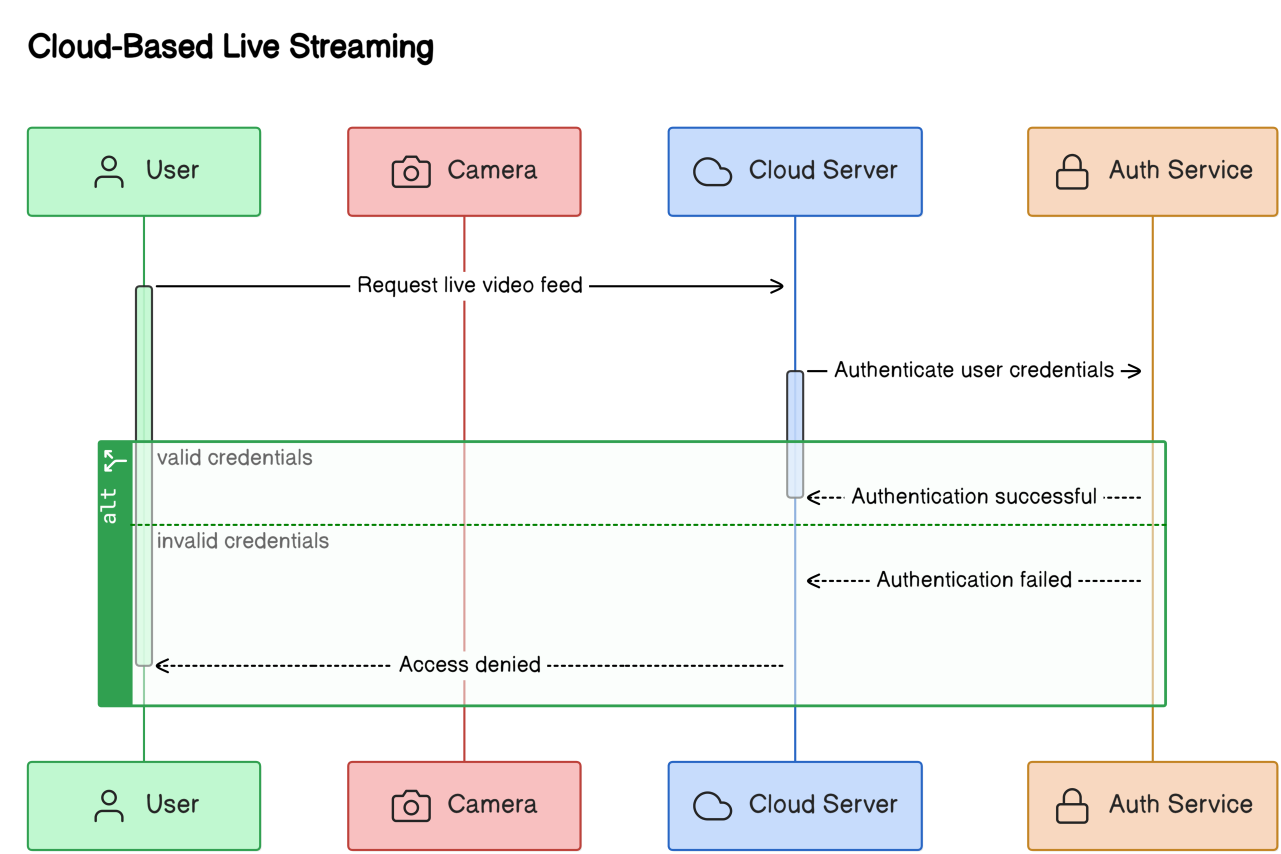 Cloud-Based Live Streaming
User
Camera
Cloud Server
Auth Service
Request live video feed
Authenticate user credentials
alt
valid credentials
Authentication successful
invalid credentials
Authentication failed
Access denied
User
Camera
Cloud Server
Auth Service